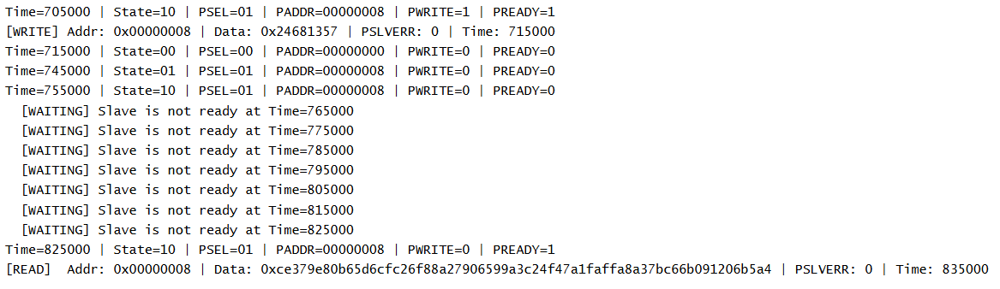 Time=705000 | State=10 | PSEL=01 | PADDR=00000008 | PWRITE=1 | PREADY=1
[WRITE] Addr: 0x00000008 | Data: 0x24681357 | PSLVERR: 0 | Time: 715000
Time=715000 | State=00 | PSEL=00 | PADDR=00000000 | PWRITE=0 | PREADY=0
Time=745000 | State=01 | PSEL=01 | PADDR=00000008 | PWRITE=0 | PREADY=0
Time=755000 | State=10 | PSEL=01 | PADDR=00000008 | PWRITE=0 | PREADY=0
[WAITING] Slave is not ready at Time=765000
[WAITING] Slave is not ready at Time=775000
[WAITING] Slave is not ready at Time=785000
[WAITING] Slave is not ready at Time=795000
[WAITING] Slave is not ready at Time=805000
[WAITING] Slave is not ready at Time=815000
[WAITING] Slave is not ready at Time=825000
Time=825000 | State=10 | PSEL=01 | PADDR=00000008 | PWRITE=0 | PREADY=1
[READ]  Addr: 0x00000008 | Data: 0xce379e80b65d6cfc26f88a27906599a3c24f47a1faffa8a37bc66b091206b5a4 | PSLVERR: 0 | Time: 835000